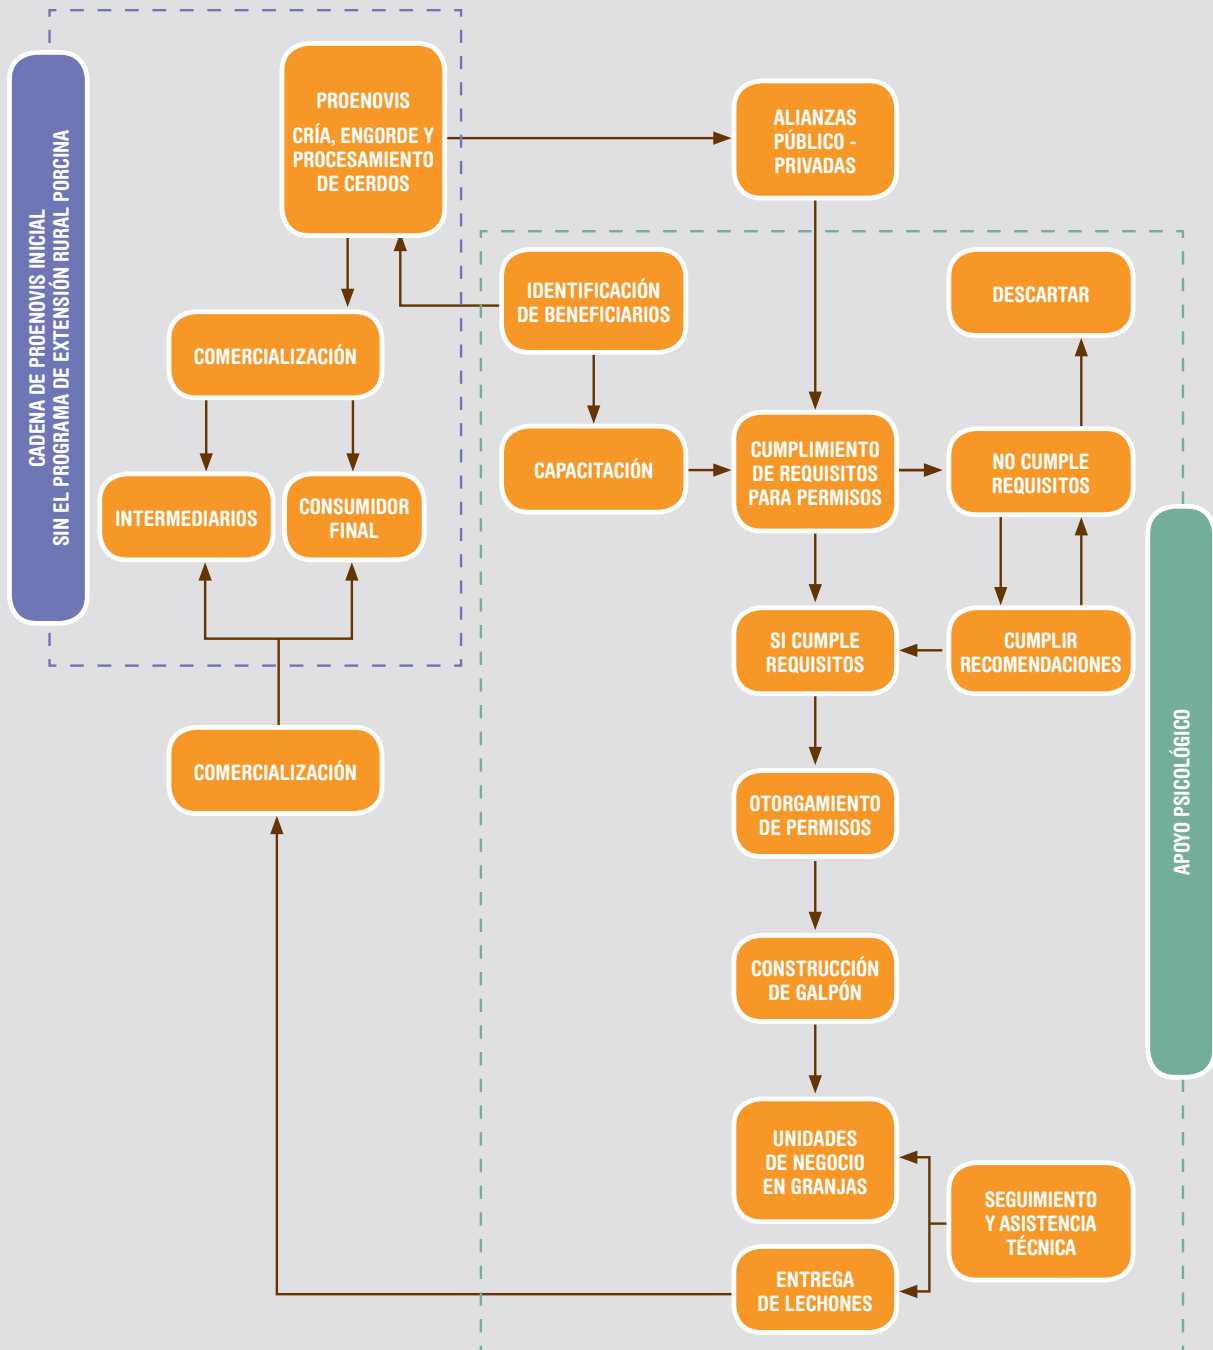 CADENA DE PROENOVIS INICIAL
SIN EL PROGRAMA DE EXTENSIÓN RURAL PORCINA
PROENOVIS
CRÍA, ENGORDE Y
PROCESAMIENTO
DE CERDOS
ALIANZAS
PÚBLICO -
PRIVADAS
IDENTIFICACIÓN
DE BENEFICIARIOS
DESCARTAR
COMERCIALIZACIÓN
CAPACITACIÓN
CUMPLIMIENTO
DE REQUISITOS
PARA PERMISOS
NO CUMPLE
REQUISITOS
INTERMEDIARIOS
CONSUMIDOR
FINAL
SI CUMPLE
REQUISITOS
CUMPLIR
RECOMENDACIONES
COMERCIALIZACIÓN
OTORGAMIENTO
DE PERMISOS
APOYO PSICOLÓGICO
CONSTRUCCIÓN
DE GALPÓN
UNIDADES
DE NEGOCIO
EN GRANJAS
SEGUIMIENTO
Y ASISTENCIA
TÉCNICA
ENTREGA
DE LECHONES